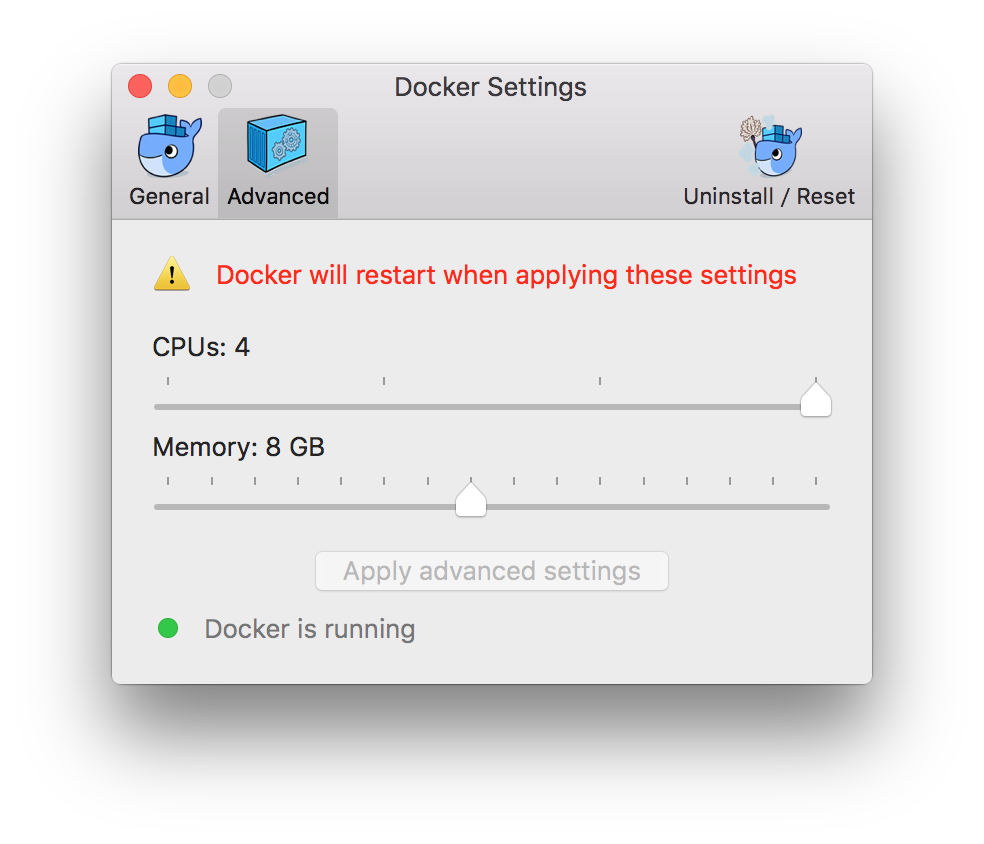 Docker Settings
General
Advanced
Uninstall / Reset
Docker will restart when applying these settings
CPUs: 4
Memory: 8 GB
Apply advanced settings
Docker is running